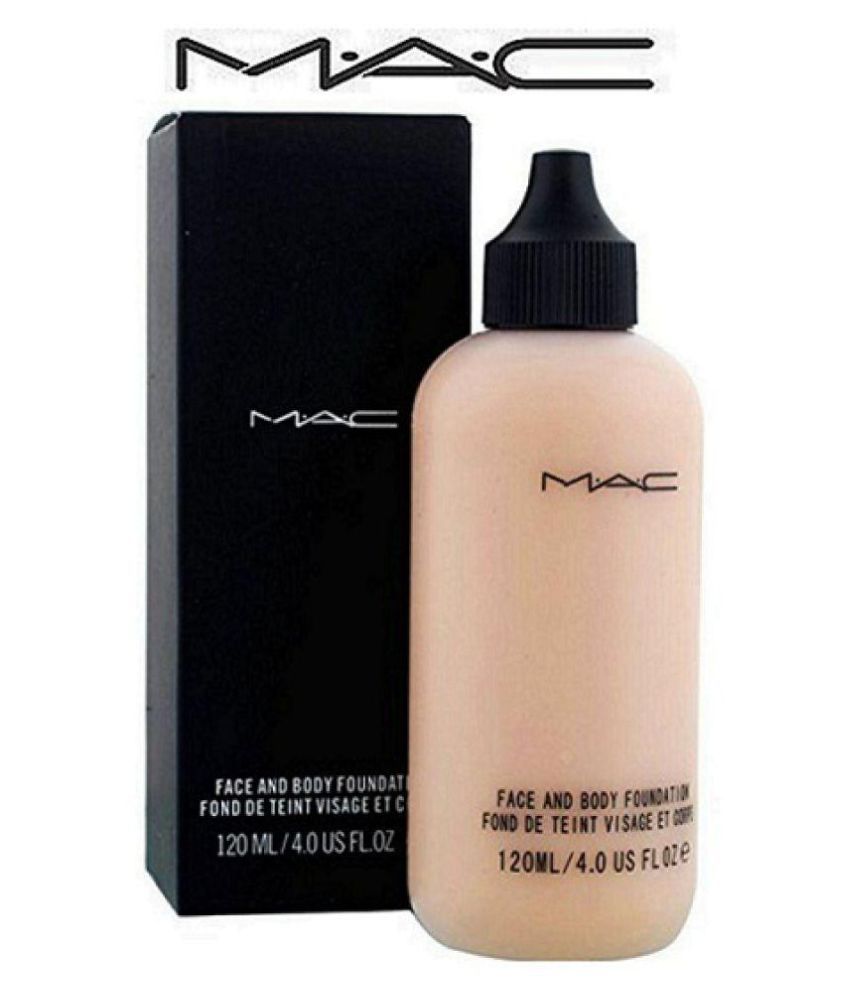 M·A·C
M·A·C
FACE AND BODY FOUNDATI
FOND DE TEINT VISAGE ET C
120 ML/4.0 US FL.OZ
M·A·C
FACE AND BODY FOUNDATION
FOND DE TEINT VISAGE ET CORPS
120ML/4.0 US FL OZ e